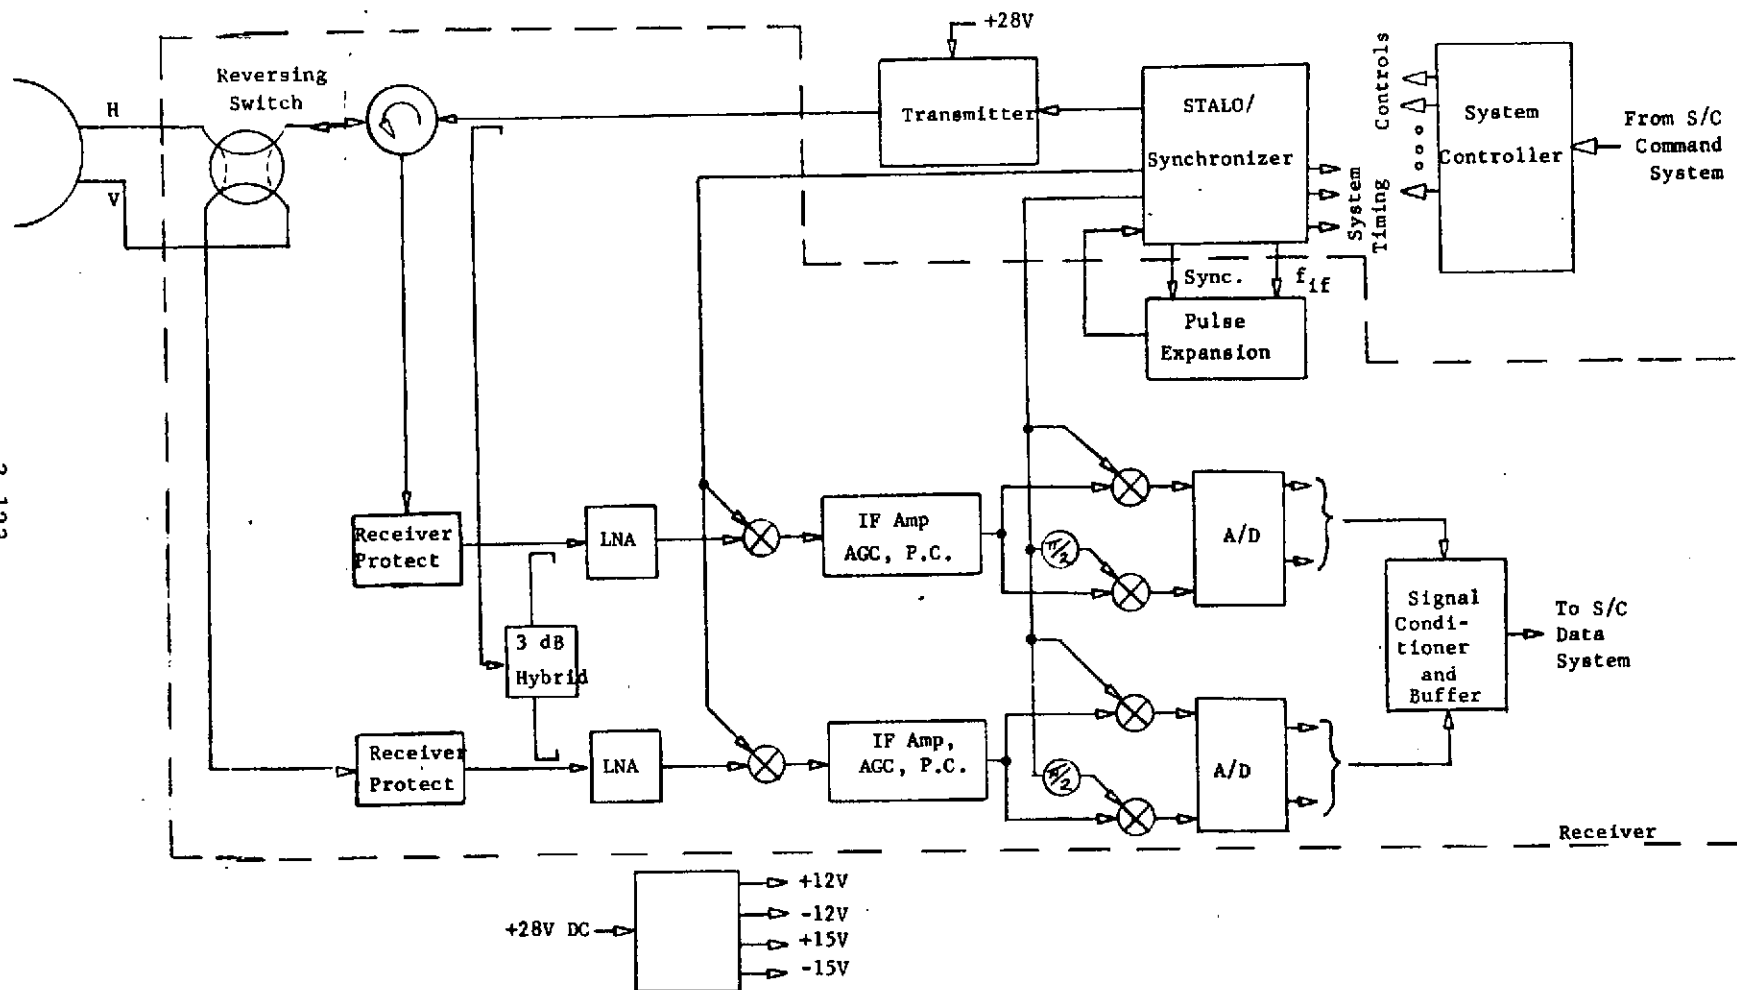 +28V
Reversing
Switch
H
V
Transmitter
STALO/
Synchronizer
System
Timing
Controls
System
Controller
From S/C
Command
System
Sync.
f_if
Pulse
Expansion
Receiver
Protect
LNA
IF Amp
AGC, P.C.
π/2
A/D
3 dB
Hybrid
Signal
Condi-
tioner
and
Buffer
To S/C
Data
System
Receiver
Protect
LNA
IF Amp,
AGC, P.C.
π/2
A/D
Receiver
+28V DC
+12V
-12V
+15V
-15V